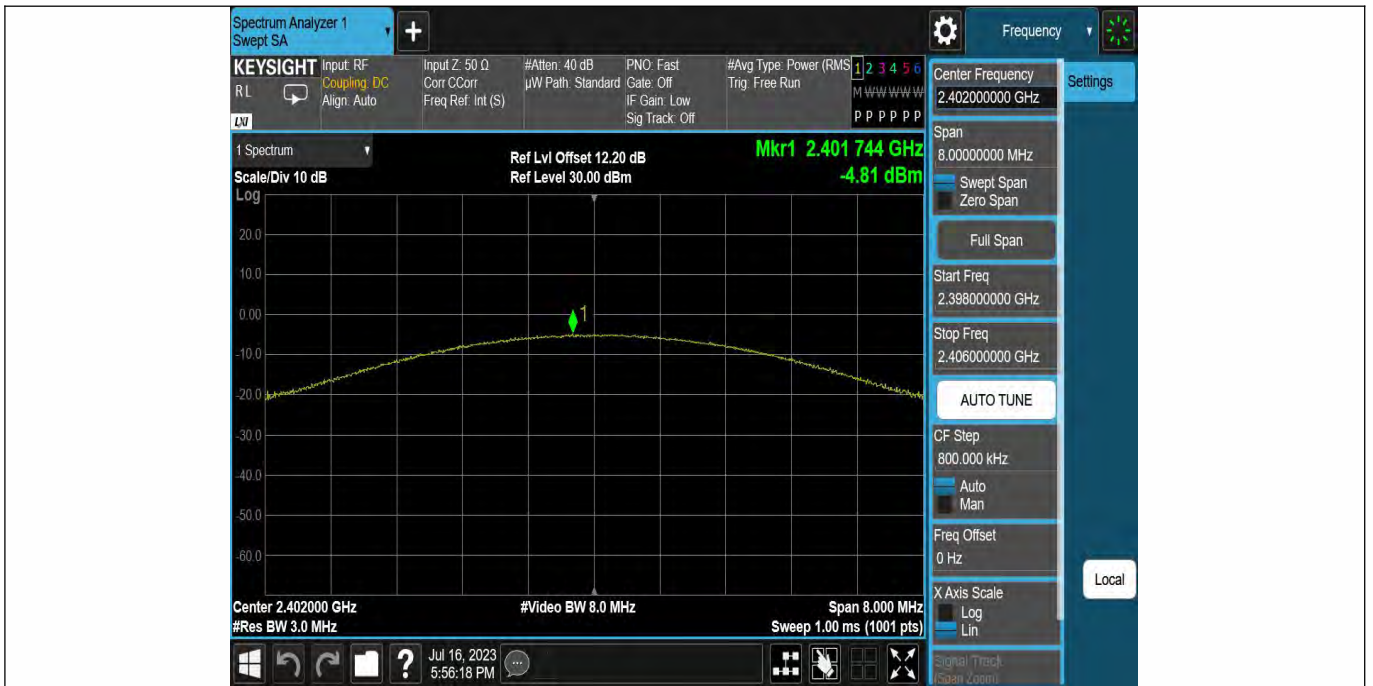 Spectrum Analyzer 1
Swept SA
+
Frequency
KEYSIGHT
RL
LXI
Input: RF
Coupling: DC
Align: Auto
Input Z: 50 Ω
Corr CCorr
Freq Ref: Int (S)
#Atten: 40 dB
µW Path: Standard
PNO: Fast
Gate: Off
IF Gain: Low
Sig Track: Off
#Avg Type: Power (RMS
Trig: Free Run
1 2 3 4 5 6
M W W W W W
P P P P P P
1 Spectrum
Scale/Div 10 dB
Ref Lvl Offset 12.20 dB
Ref Level 30.00 dBm
Mkr1 2.401 744 GHz
-4.81 dBm
Log
20.0
10.0
0.00
-10.0
-20.0
-30.0
-40.0
-50.0
-60.0
1
Center 2.402000 GHz
#Res BW 3.0 MHz
#Video BW 8.0 MHz
Span 8.000 MHz
Sweep 1.00 ms (1001 pts)
Center Frequency
2.402000000 GHz
Settings
Span
8.00000000 MHz
Swept Span
Zero Span
Full Span
Start Freq
2.398000000 GHz
Stop Freq
2.406000000 GHz
AUTO TUNE
CF Step
800.000 kHz
Auto
Man
Freq Offset
0 Hz
X Axis Scale
Log
Lin
Signal Track
(Span Zoom)
Local
?
Jul 16, 2023
5:56:18 PM